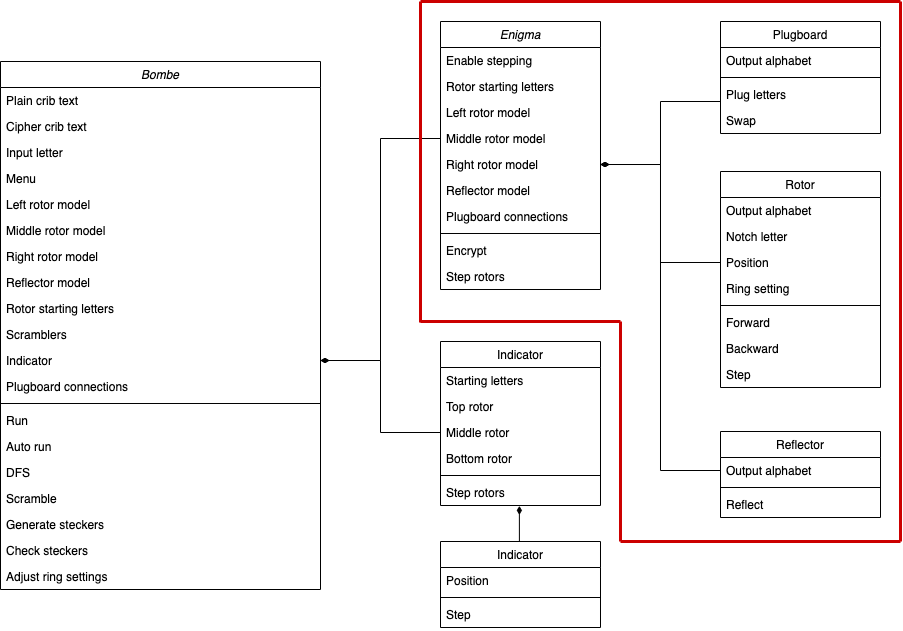 Bombe
Plain crib text
Cipher crib text
Input letter
Menu
Left rotor model
Middle rotor model
Right rotor model
Reflector model
Rotor starting letters
Scramblers
Indicator
Plugboard connections
Run
Auto run
DFS
Scramble
Generate steckers
Check steckers
Adjust ring settings
Enigma
Enable stepping
Rotor starting letters
Left rotor model
Middle rotor model
Right rotor model
Reflector model
Plugboard connections
Encrypt
Step rotors
Indicator
Starting letters
Top rotor
Middle rotor
Bottom rotor
Step rotors
Indicator
Position
Step
Plugboard
Output alphabet
Plug letters
Swap
Rotor
Output alphabet
Notch letter
Position
Ring setting
Forward
Backward
Step
Reflector
Output alphabet
Reflect